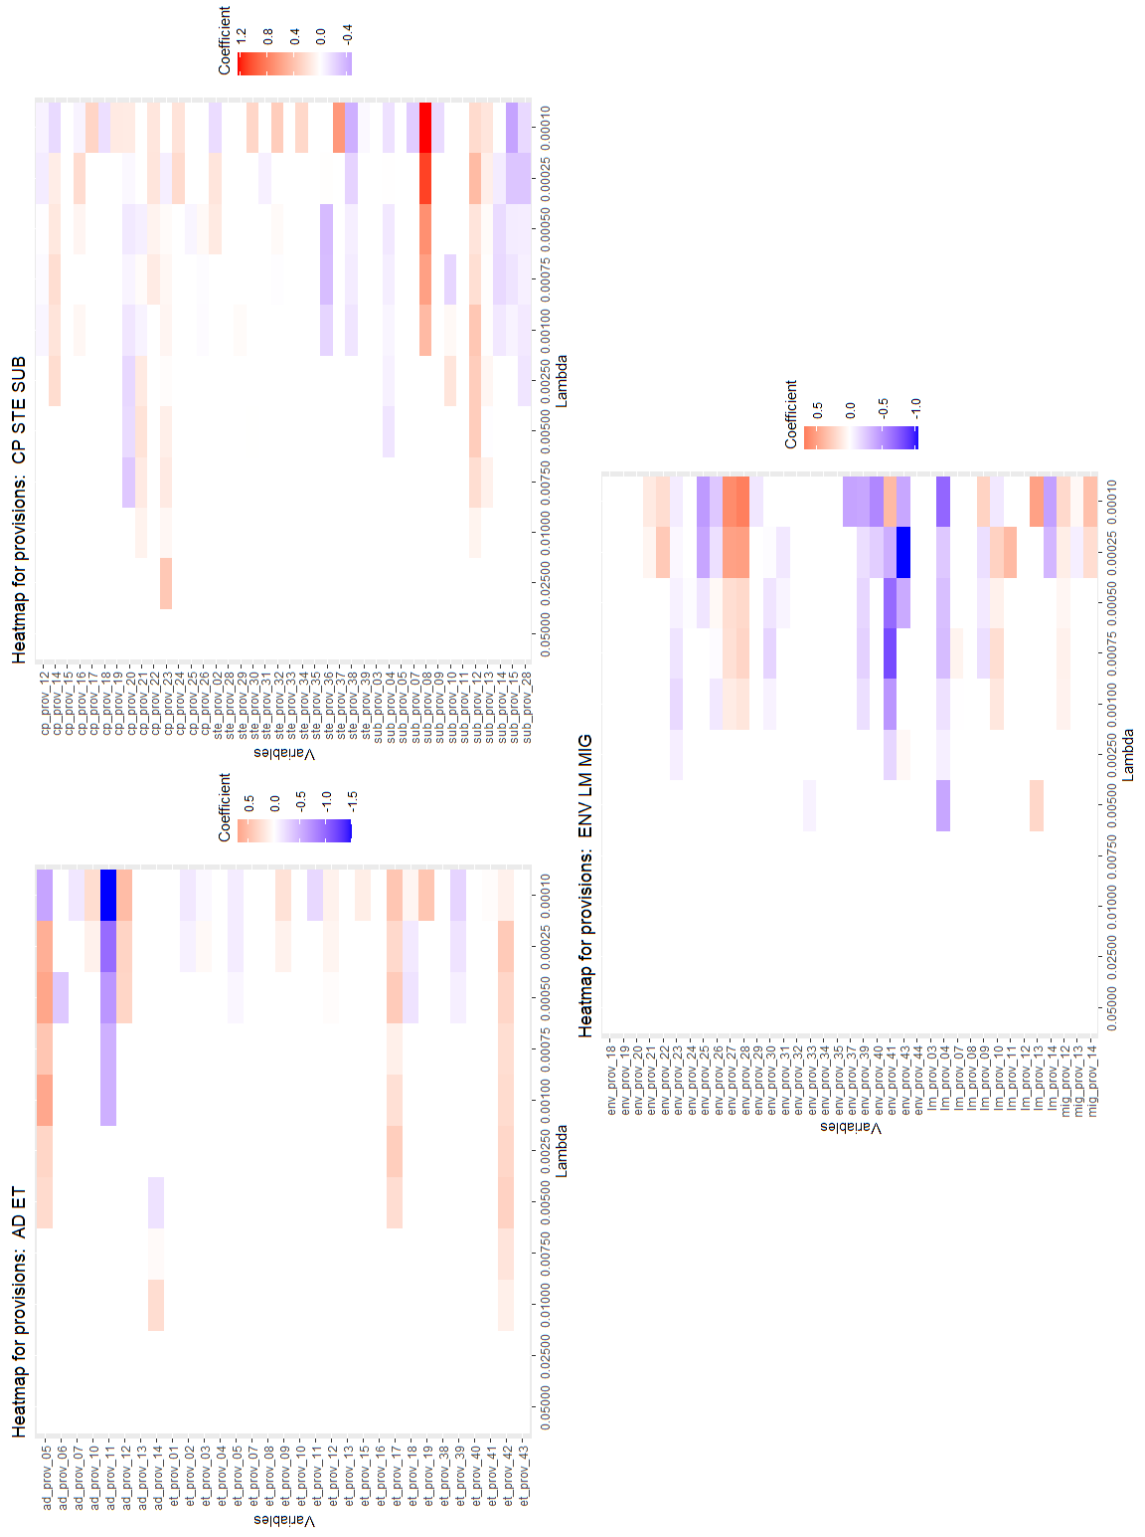 Heatmap for provisions: AD ET
Variables
ad_prov_05
ad_prov_06
ad_prov_07
ad_prov_10
ad_prov_11
ad_prov_12
ad_prov_13
ad_prov_14
et_prov_01
et_prov_02
et_prov_03
et_prov_04
et_prov_05
et_prov_07
et_prov_08
et_prov_09
et_prov_11
et_prov_12
et_prov_13
et_prov_15
et_prov_17
et_prov_18
et_prov_19
et_prov_38
et_prov_39
et_prov_40
et_prov_41
et_prov_42
et_prov_43
0.05000 0.02500 0.01000 0.00750 0.00500 0.00250 0.00100 0.00075 0.00050 0.00025 0.00010
Lambda
Coefficient
0.5
0.0
-0.5
-1.0
-1.5
Heatmap for provisions: CP STE SUB
Variables
cp_prov_12
cp_prov_14
cp_prov_15
cp_prov_16
cp_prov_17
cp_prov_18
cp_prov_19
cp_prov_20
cp_prov_21
cp_prov_22
cp_prov_23
cp_prov_24
cp_prov_25
cp_prov_26
ste_prov_02
ste_prov_28
ste_prov_29
ste_prov_30
ste_prov_31
ste_prov_32
ste_prov_33
ste_prov_34
ste_prov_35
ste_prov_36
ste_prov_37
ste_prov_38
ste_prov_39
sub_prov_03
sub_prov_04
sub_prov_05
sub_prov_07
sub_prov_08
sub_prov_09
sub_prov_10
sub_prov_11
sub_prov_12
sub_prov_13
sub_prov_14
sub_prov_15
sub_prov_28
0.05000 0.02500 0.01000 0.00750 0.00500 0.00250 0.00100 0.00075 0.00050 0.00025 0.00010
Lambda
Coefficient
1.2
0.8
0.4
0.0
-0.4
Heatmap for provisions: ENV LM MIG
Variables
env_prov_18
env_prov_19
env_prov_20
env_prov_21
env_prov_22
env_prov_23
env_prov_24
env_prov_25
env_prov_26
env_prov_27
env_prov_28
env_prov_29
env_prov_30
env_prov_31
env_prov_32
env_prov_33
env_prov_34
env_prov_35
env_prov_37
env_prov_39
env_prov_40
env_prov_41
env_prov_43
env_prov_44
lm_prov_03
lm_prov_04
lm_prov_07
lm_prov_08
lm_prov_09
lm_prov_10
lm_prov_11
lm_prov_12
lm_prov_13
lm_prov_14
mig_prov_12
mig_prov_13
mig_prov_14
0.05000 0.02500 0.01000 0.00750 0.00500 0.00250 0.00100 0.00075 0.00050 0.00025 0.00010
Lambda
Coefficient
0.5
0.0
-0.5
-1.0